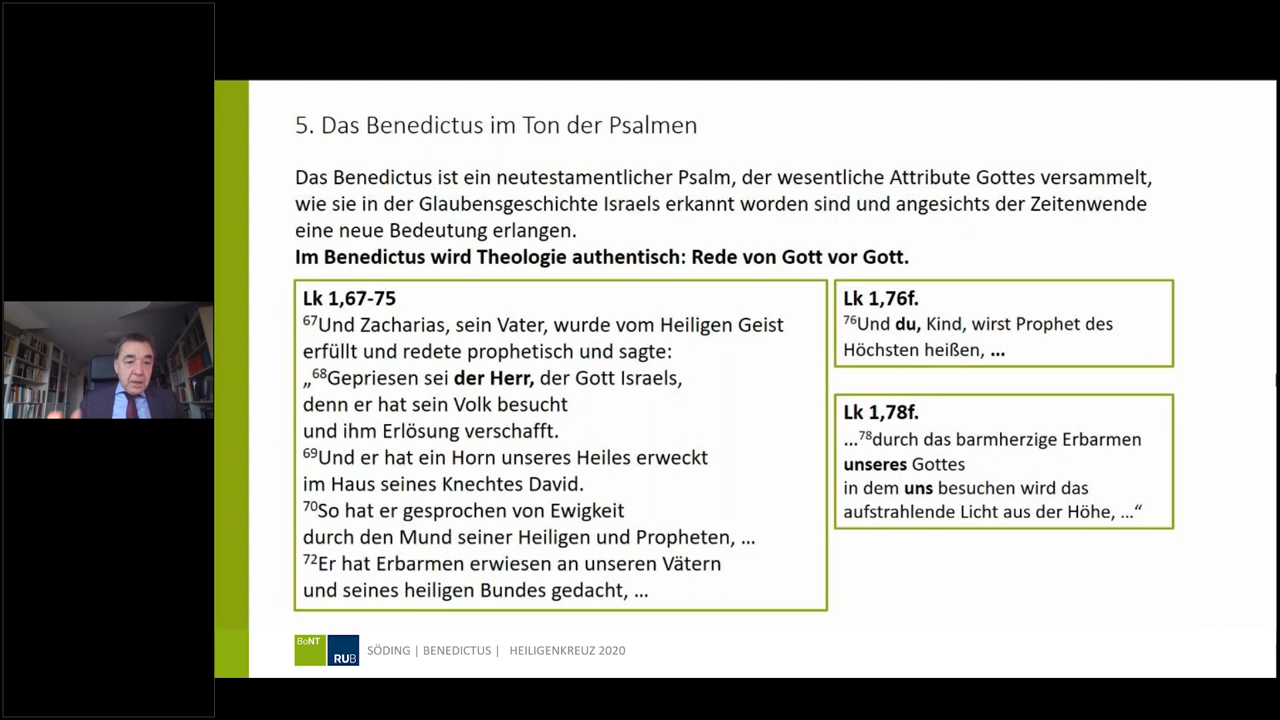 5. Das Benedictus im Ton der Psalmen
Das Benedictus ist ein neutestamentlicher Psalm, der wesentliche Attribute Gottes versammelt,
wie sie in der Glaubensgeschichte Israels erkannt worden sind und angesichts der Zeitenwende
eine neue Bedeutung erlangen.
Im Benedictus wird Theologie authentisch: Rede von Gott vor Gott.
Lk 1,67-75
⁶⁷Und Zacharias, sein Vater, wurde vom Heiligen Geist
erfüllt und redete prophetisch und sagte:
„⁶⁸Gepriesen sei der Herr, der Gott Israels,
denn er hat sein Volk besucht
und ihm Erlösung verschafft.
⁶⁹Und er hat ein Horn unseres Heiles erweckt
im Haus seines Knechtes David.
⁷⁰So hat er gesprochen von Ewigkeit
durch den Mund seiner Heiligen und Propheten, ...
⁷²Er hat Erbarmen erwiesen an unseren Vätern
und seines heiligen Bundes gedacht, ...
Lk 1,76f.
⁷⁶Und du, Kind, wirst Prophet des
Höchsten heißen, ...
Lk 1,78f.
...⁷⁸durch das barmherzige Erbarmen
unseres Gottes
in dem uns besuchen wird das
aufstrahlende Licht aus der Höhe, ...“
BoNT
RUB
SÖDING | BENEDICTUS | HEILIGENKREUZ 2020